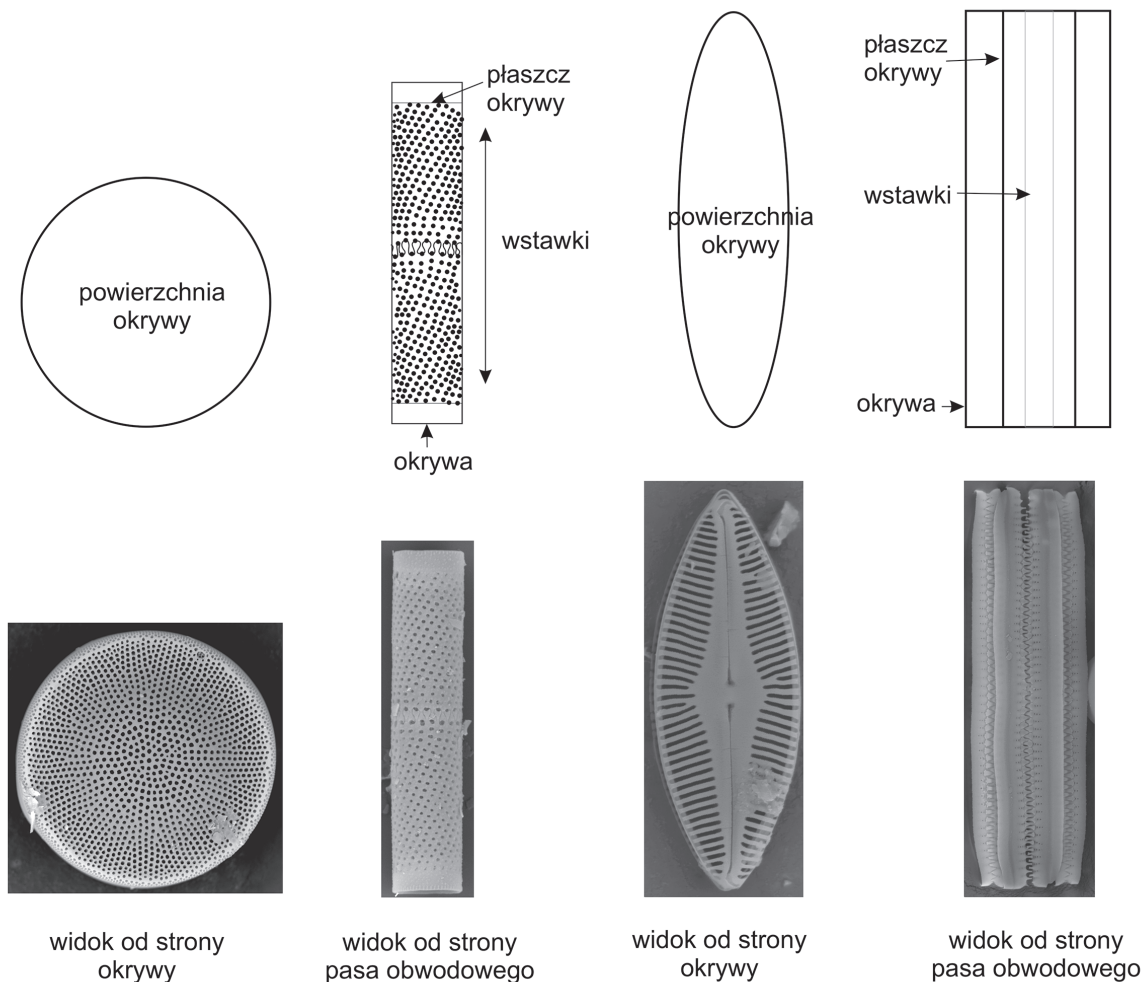 płaszcz
okrywy
wstawki
okrywa
powierzchnia
okrywy
powierzchnia
okrywy
płaszcz
okrywy
wstawki
okrywa
widok od strony
okrywy
widok od strony
pasa obwodowego
widok od strony
okrywy
widok od strony
pasa obwodowego